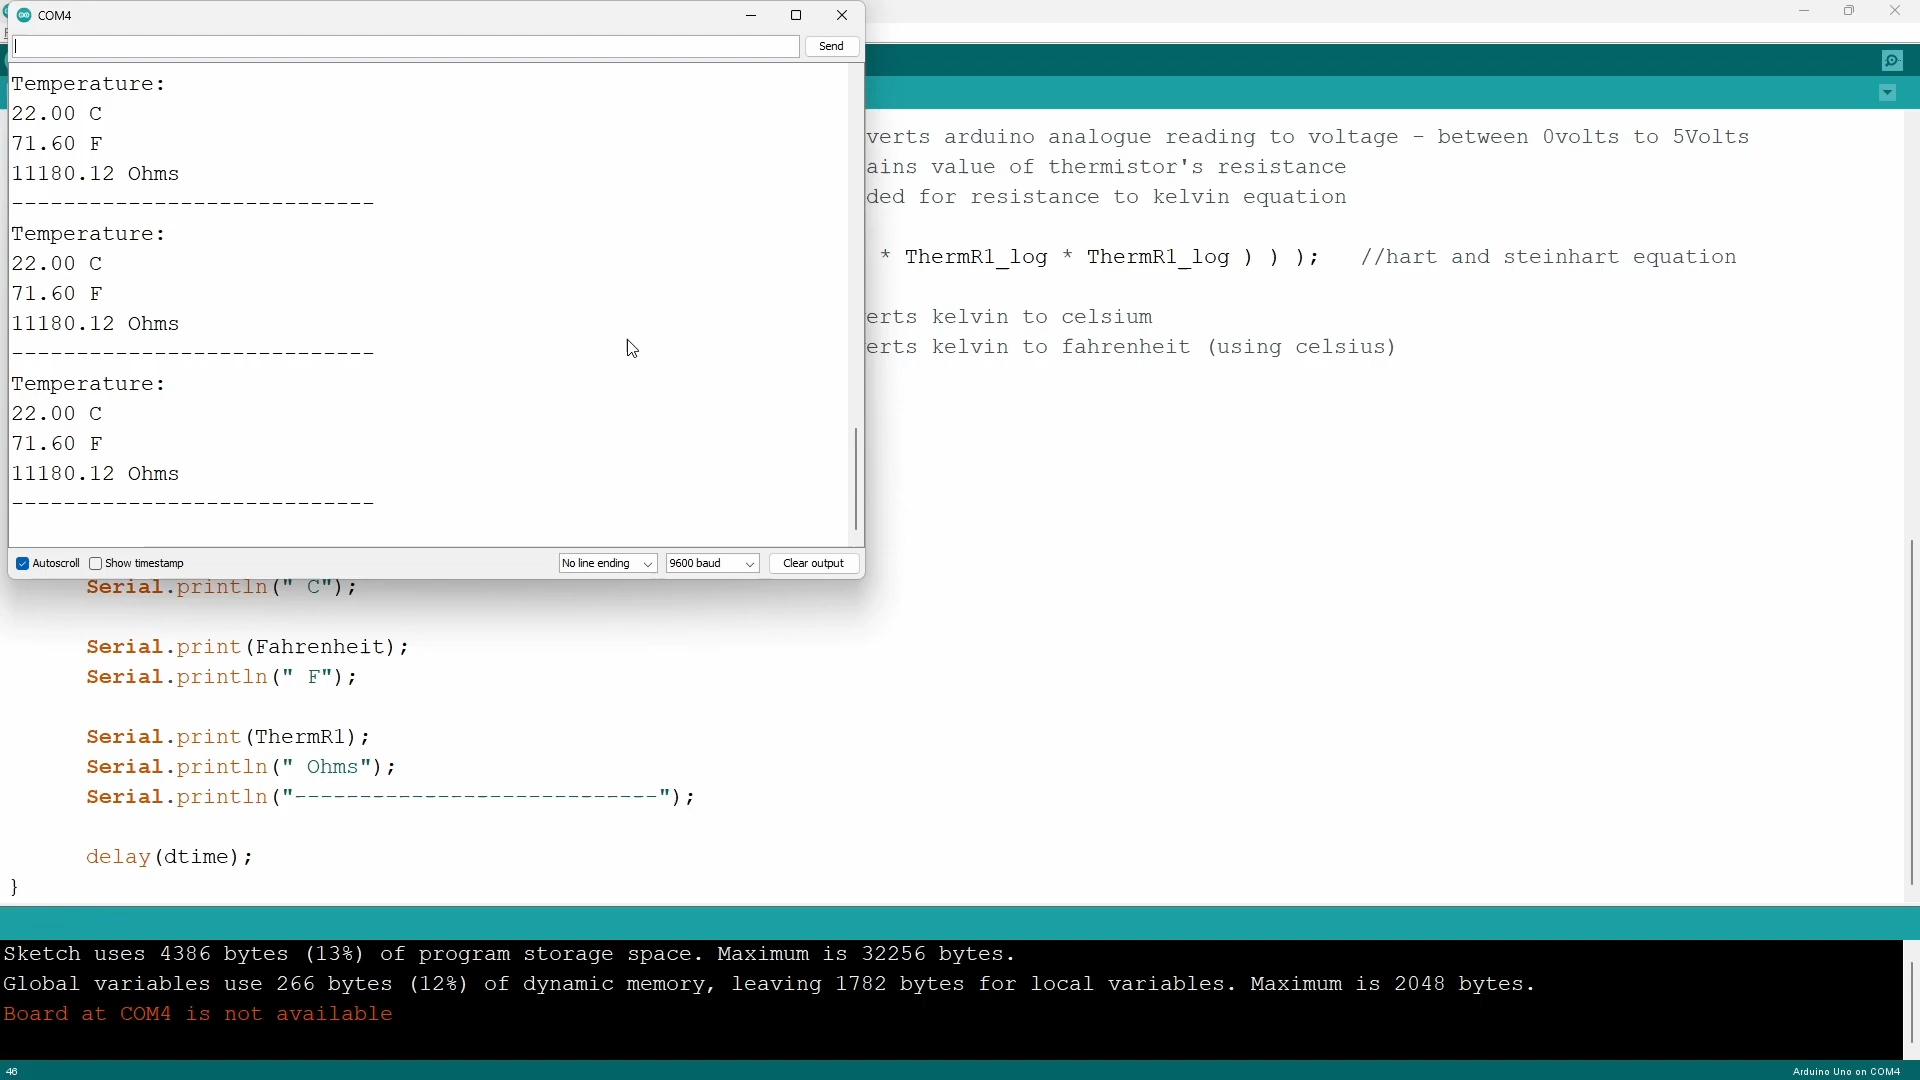 COM4
Send
Temperature:
22.00 C
71.60 F
11180.12 Ohms
----------------------------
Temperature:
22.00 C
71.60 F
11180.12 Ohms
----------------------------
Temperature:
22.00 C
71.60 F
11180.12 Ohms
----------------------------
Autoscroll Show timestamp No line ending 9600 baud Clear output
verts arduino analogue reading to voltage - between 0volts to 5Volts
ains value of thermistor's resistance
ded for resistance to kelvin equation
* ThermR1_log * ThermR1_log ) ) ); //hart and steinhart equation
erts kelvin to celsium
erts kelvin to fahrenheit (using celsius)
Serial.println(" C");
Serial.print(Fahrenheit);
Serial.println(" F");
Serial.print(ThermR1);
Serial.println(" Ohms");
Serial.println("----------------------------");
delay(dtime);
}
Sketch uses 4386 bytes (13%) of program storage space. Maximum is 32256 bytes.
Global variables use 266 bytes (12%) of dynamic memory, leaving 1782 bytes for local variables. Maximum is 2048 bytes.
Board at COM4 is not available
46
Arduino Uno on COM4